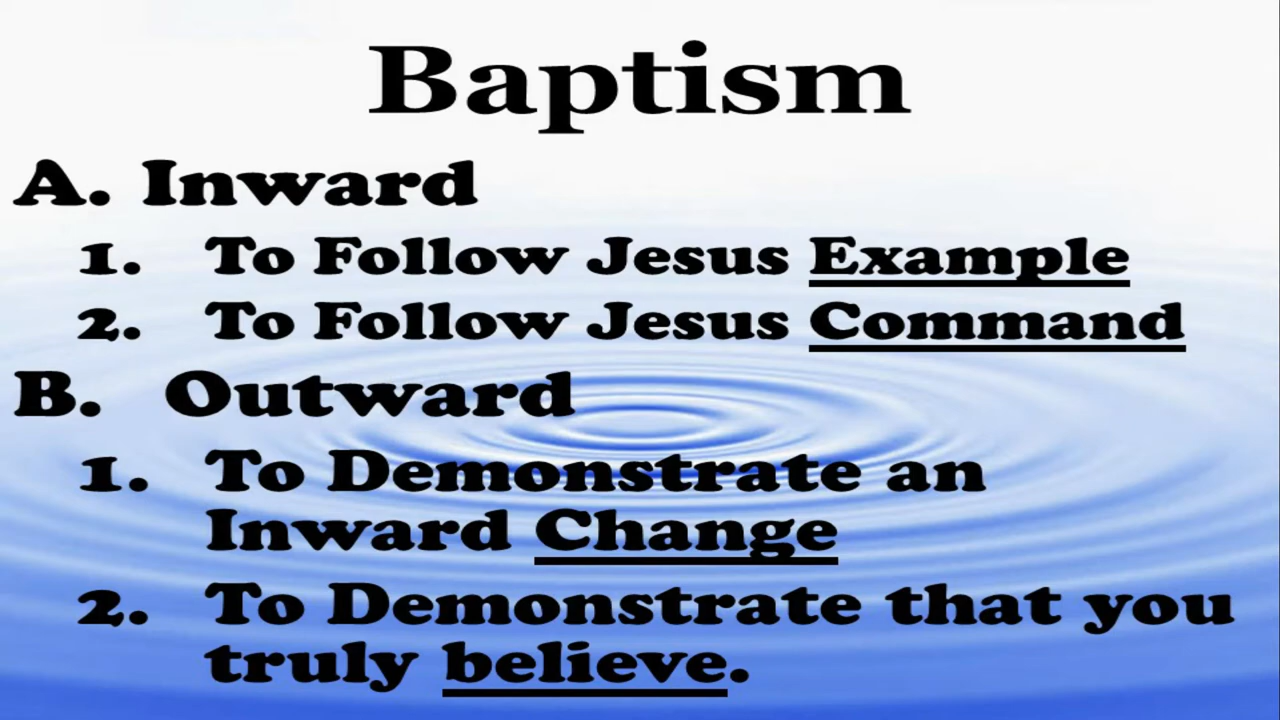 Baptism
A. Inward
1. To Follow Jesus Example
2. To Follow Jesus Command
B. Outward
1. To Demonstrate an
Inward Change
2. To Demonstrate that you
truly believe.